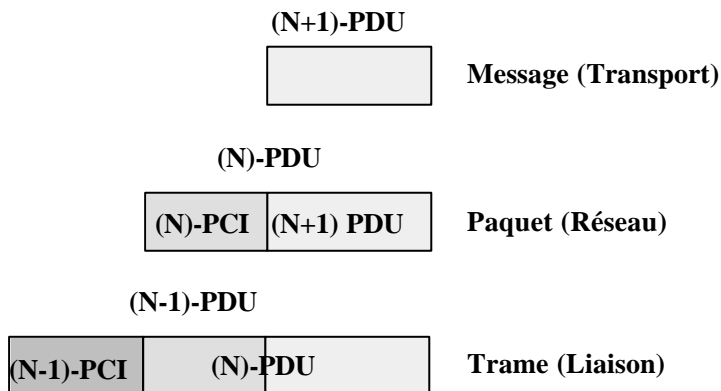 (N+1)-PDU
Message (Transport)
(N)-PDU
(N)-PCI (N+1) PDU Paquet (Réseau)
(N-1)-PDU
(N-1)-PCI (N)-PDU Trame (Liaison)